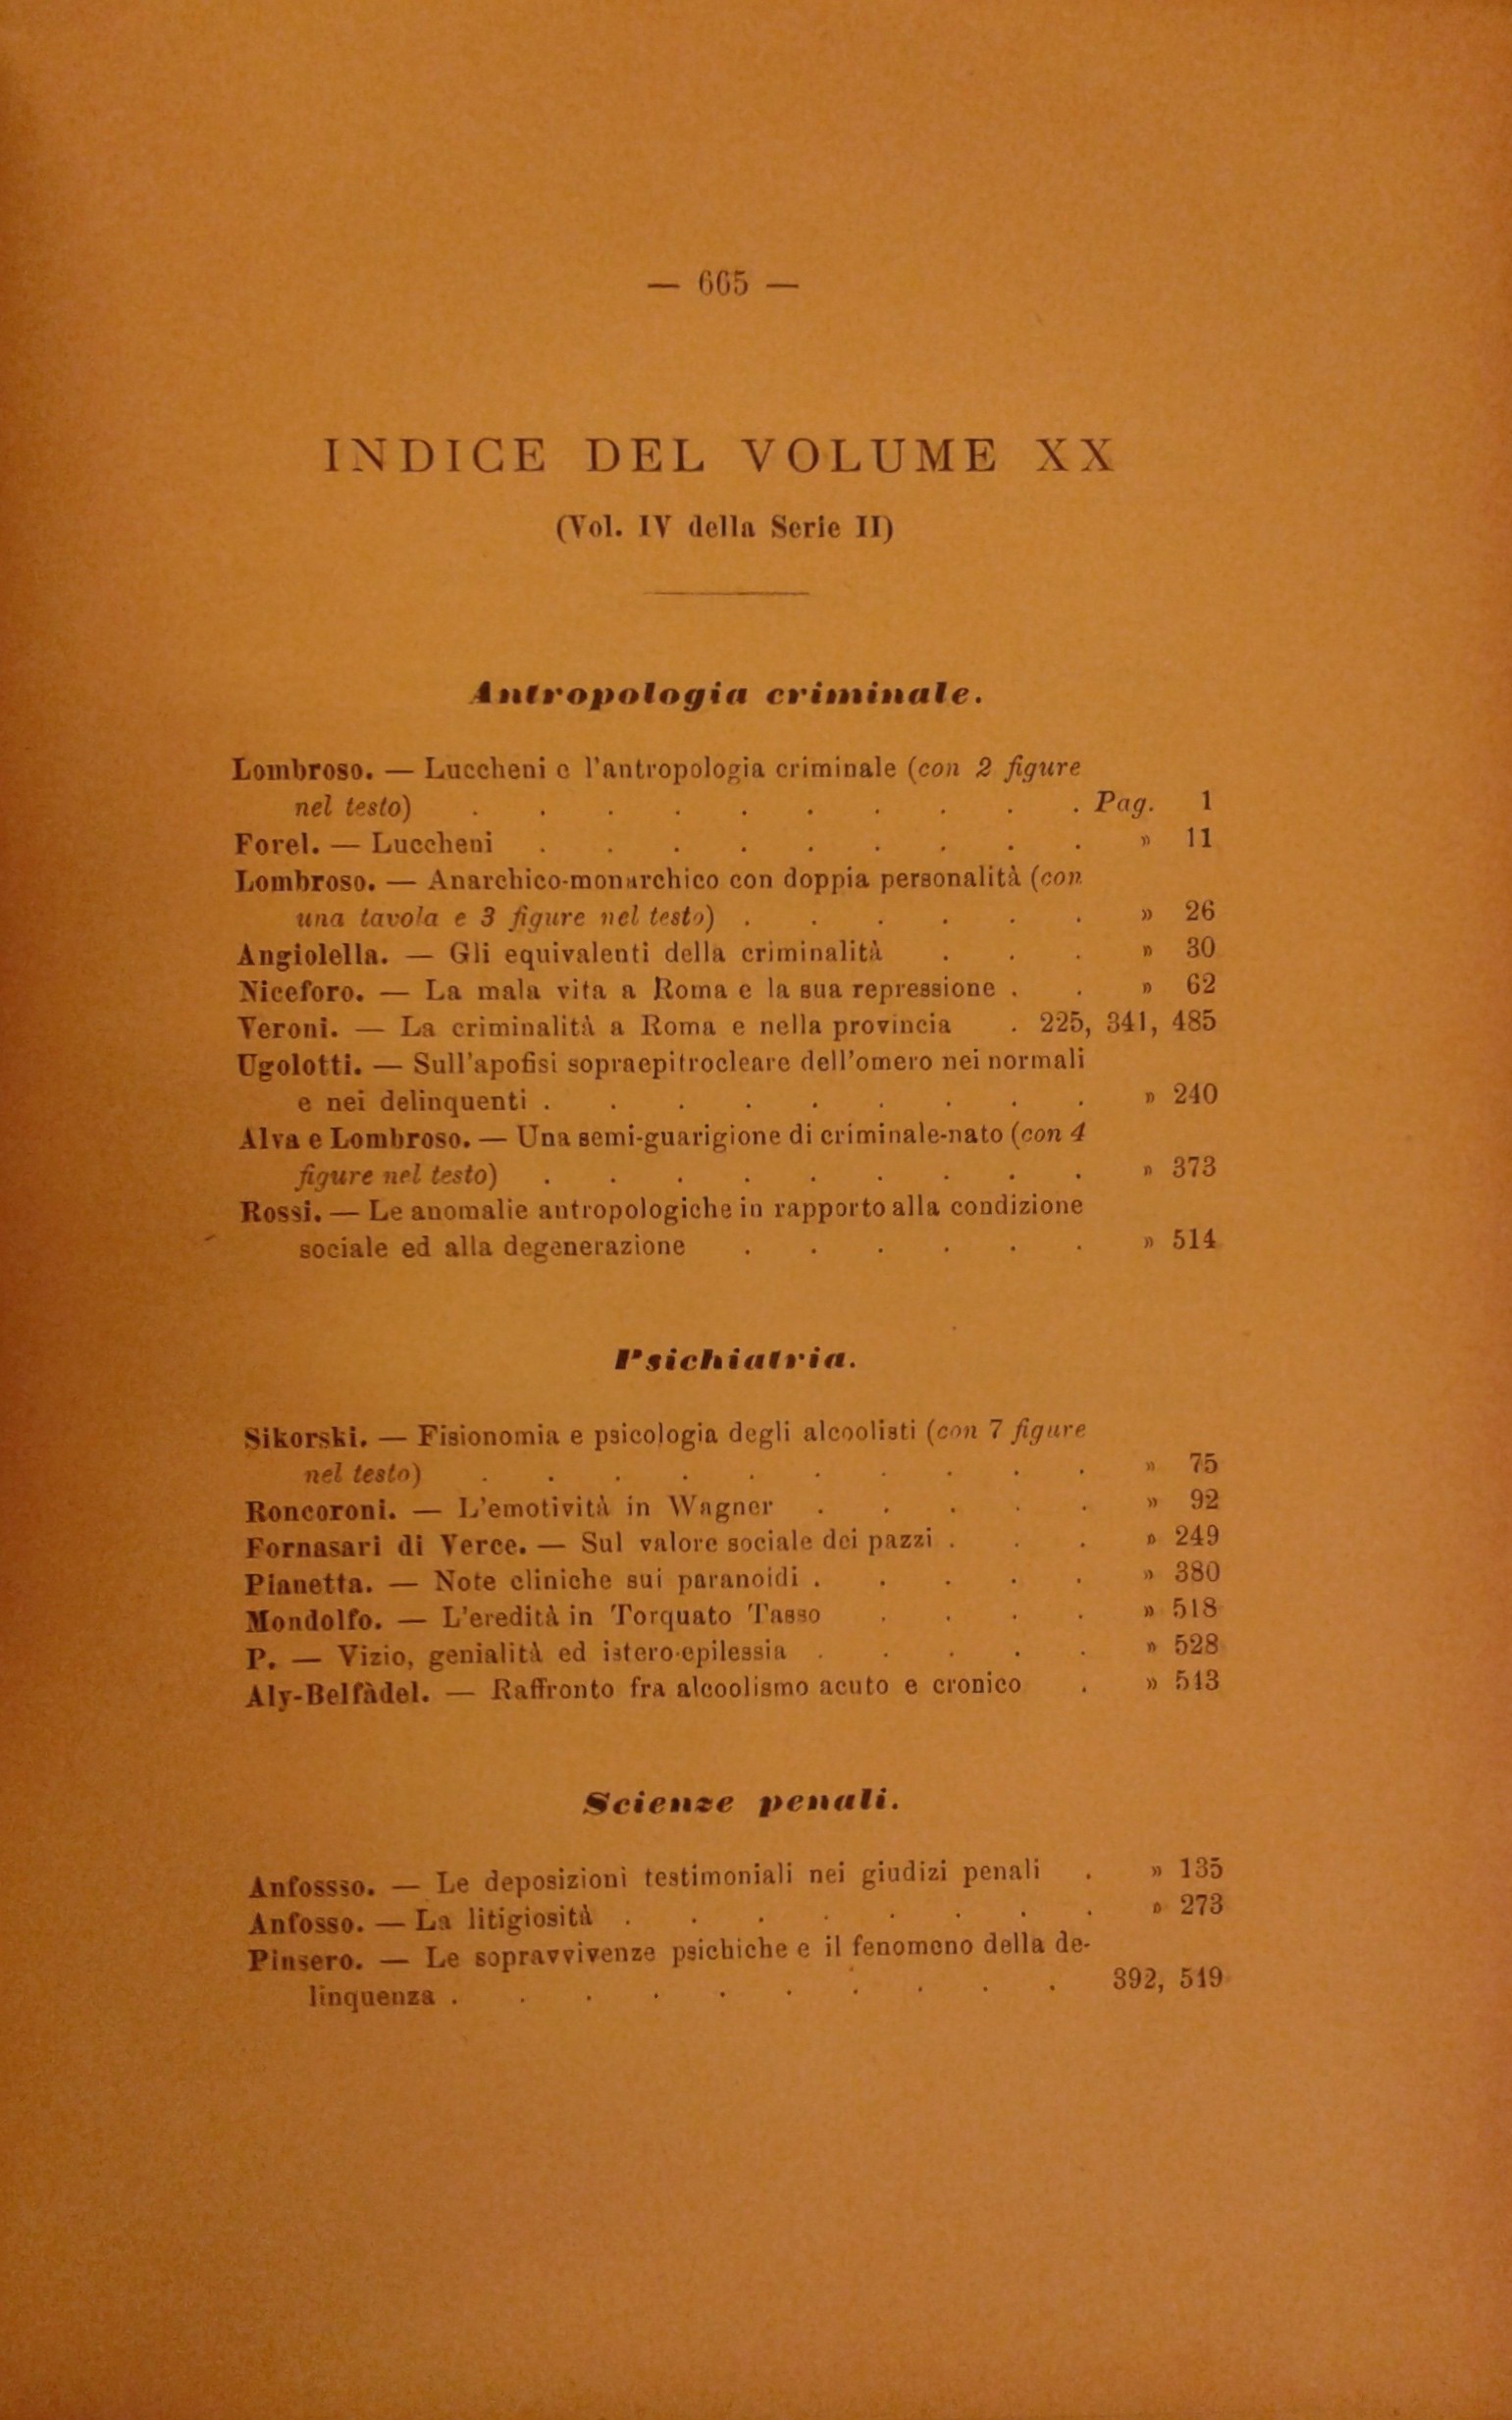 — 665 —
INDICE DEL VOLUME XX
(Vol. IV della Serie II)
Antropologia criminale.
Lombroso. — Luccheni e l'antropologia criminale (con 2 figure
nel testo) . . . . . . . . . . Pag. 1
Forel. — Luccheni . . . . . . . . . » 11
Lombroso. — Anarchico-monarchico con doppia personalità (con
una tavola e 3 figure nel testo) . . . . . . » 26
Angiolella. — Gli equivalenti della criminalità . . . » 30
Niceforo. — La mala vita a Roma e la sua repressione . . » 62
Veroni. — La criminalità a Roma e nella provincia . 225, 341, 485
Ugolotti. — Sull'apofisi sopraepitrocleare dell'omero nei normali
e nei delinquenti . . . . . . . . . » 240
Alva e Lombroso. — Una semi-guarigione di criminale-nato (con 4
figure nel testo) . . . . . . . . . » 373
Rossi. — Le anomalie antropologiche in rapporto alla condizione
sociale ed alla degenerazione . . . . . . » 514
Psichiatria.
Sikorski. — Fisionomia e psicologia degli alcoolisti (con 7 figure
nel testo) . . . . . . . . . . » 75
Roncoroni. — L'emotività in Wagner . . . . . » 92
Fornasari di Verce. — Sul valore sociale dei pazzi . . . » 249
Pianetta. — Note cliniche sui paranoidi . . . . . » 380
Mondolfo. — L'eredità in Torquato Tasso . . . . » 518
P. — Vizio, genialità ed istero-epilessia . . . . . » 528
Aly-Belfàdel. — Raffronto fra alcoolismo acuto e cronico . » 543
Scienze penali.
Anfossso. — Le deposizioni testimoniali nei giudizi penali . » 135
Anfosso. — La litigiosità . . . . . . . . » 273
Pinsero. — Le sopravvivenze psichiche e il fenomeno della de-
linquenza . . . . . . . . . . 392, 549